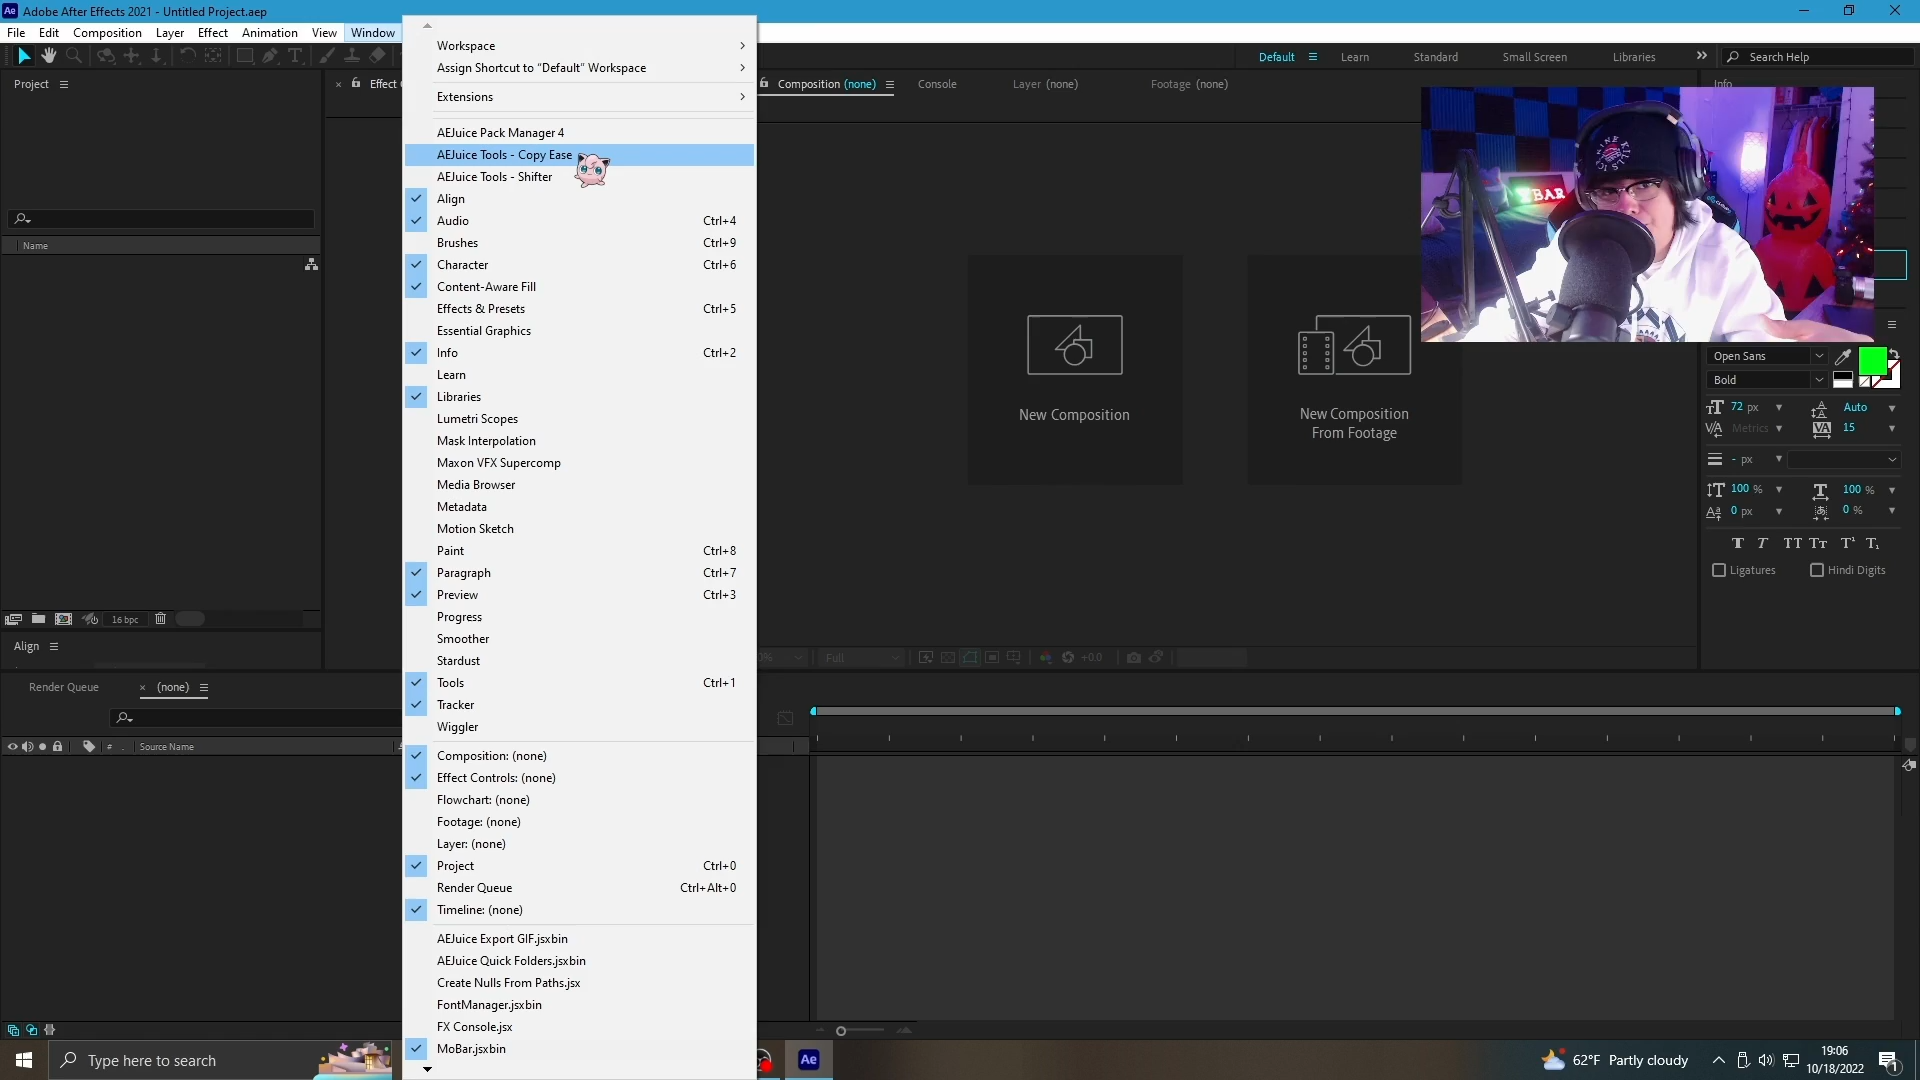 Adobe After Effects 2021 - Untitled Project.aep
File Edit Composition Layer Effect Animation View Window
Default Learn Standard Small Screen Libraries Search Help
Project
Effect
Composition (none) Console Layer (none) Footage (none)
Info
Name
Workspace
Assign Shortcut to "Default" Workspace
Extensions
AEJuice Pack Manager 4
AEJuice Tools - Copy Ease
AEJuice Tools - Shifter
Align
Audio Ctrl+4
Brushes Ctrl+9
Character Ctrl+6
Content-Aware Fill
Effects & Presets Ctrl+5
Essential Graphics
Info Ctrl+2
Learn
Libraries
Lumetri Scopes
Mask Interpolation
Maxon VFX Supercomp
Media Browser
Metadata
Motion Sketch
Paint Ctrl+8
Paragraph Ctrl+7
Preview Ctrl+3
Progress
Smoother
Stardust
Tools Ctrl+1
Tracker
Wiggler
Composition: (none)
Effect Controls: (none)
Flowchart: (none)
Footage: (none)
Layer: (none)
Project Ctrl+0
Render Queue Ctrl+Alt+0
Timeline: (none)
AEJuice Export GIF.jsxbin
AEJuice Quick Folders.jsxbin
Create Nulls From Paths.jsx
FontManager.jsxbin
FX Console.jsx
MoBar.jsxbin
New Composition
New Composition
From Footage
BAR
Open Sans
Bold
72 px Auto
Metrics 15
- px
100 % 100 %
0 px 0 %
Ligatures Hindi Digits
16 bpc
Align
Full +0.0
Render Queue (none)
# . Source Name
Type here to search
Ae
62°F Partly cloudy
19:06
10/18/2022
1